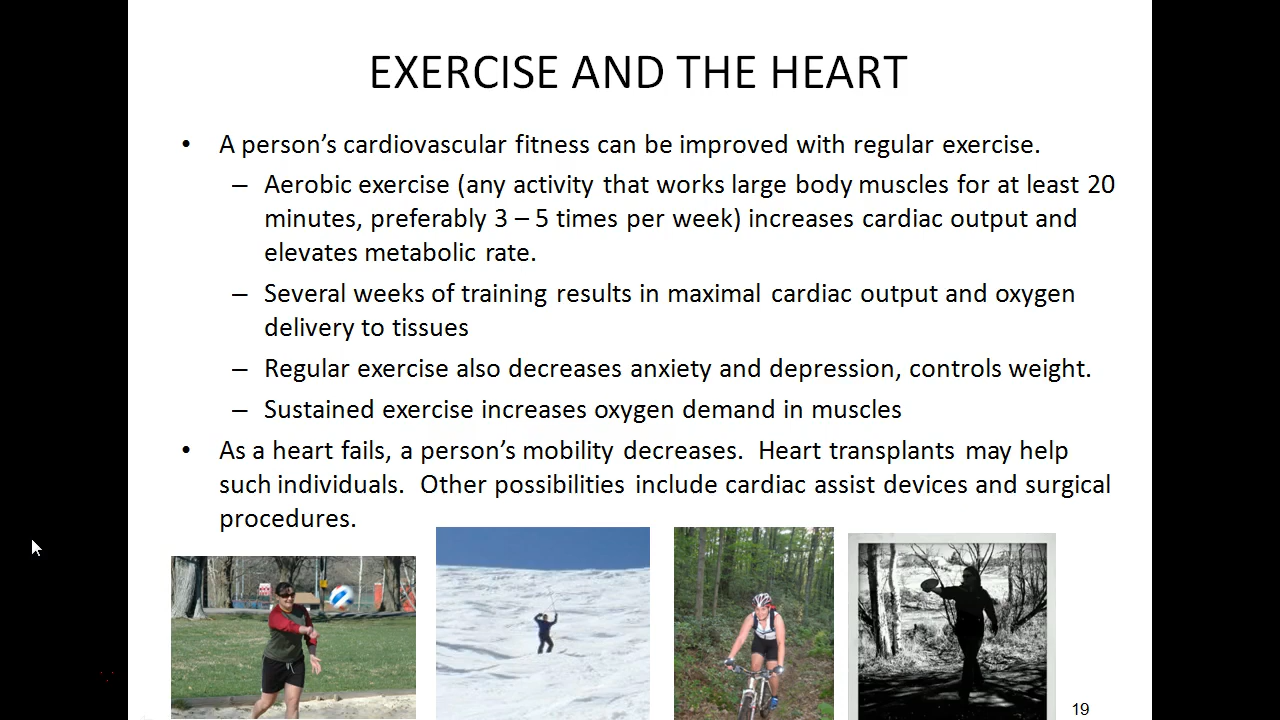 EXERCISE AND THE HEART
• A person’s cardiovascular fitness can be improved with regular exercise.
– Aerobic exercise (any activity that works large body muscles for at least 20
minutes, preferably 3 – 5 times per week) increases cardiac output and
elevates metabolic rate.
– Several weeks of training results in maximal cardiac output and oxygen
delivery to tissues
– Regular exercise also decreases anxiety and depression, controls weight.
– Sustained exercise increases oxygen demand in muscles
• As a heart fails, a person’s mobility decreases.  Heart transplants may help
such individuals.  Other possibilities include cardiac assist devices and surgical
procedures.
19